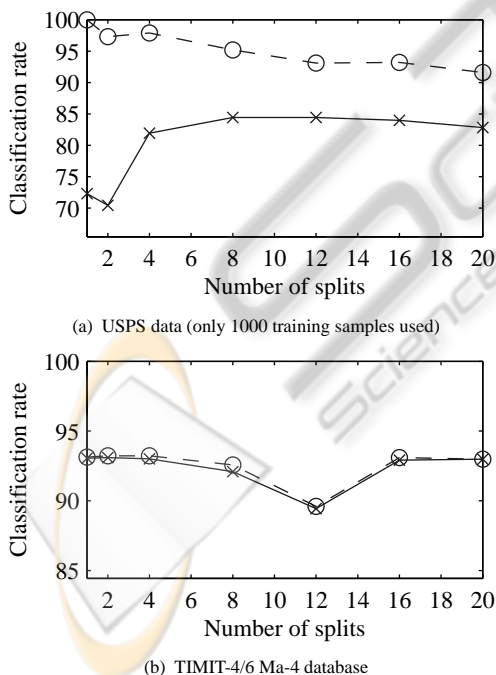 100
95
90
85
80
75
70
Classification rate
2 4 6 8 10 12 14 16 18 20
Number of splits
(a) USPS data (only 1000 training samples used)
100
95
90
85
Classification rate
2 4 6 8 10 12 14 16 18 20
Number of splits
(b) TIMIT-4/6 Ma-4 database
Science